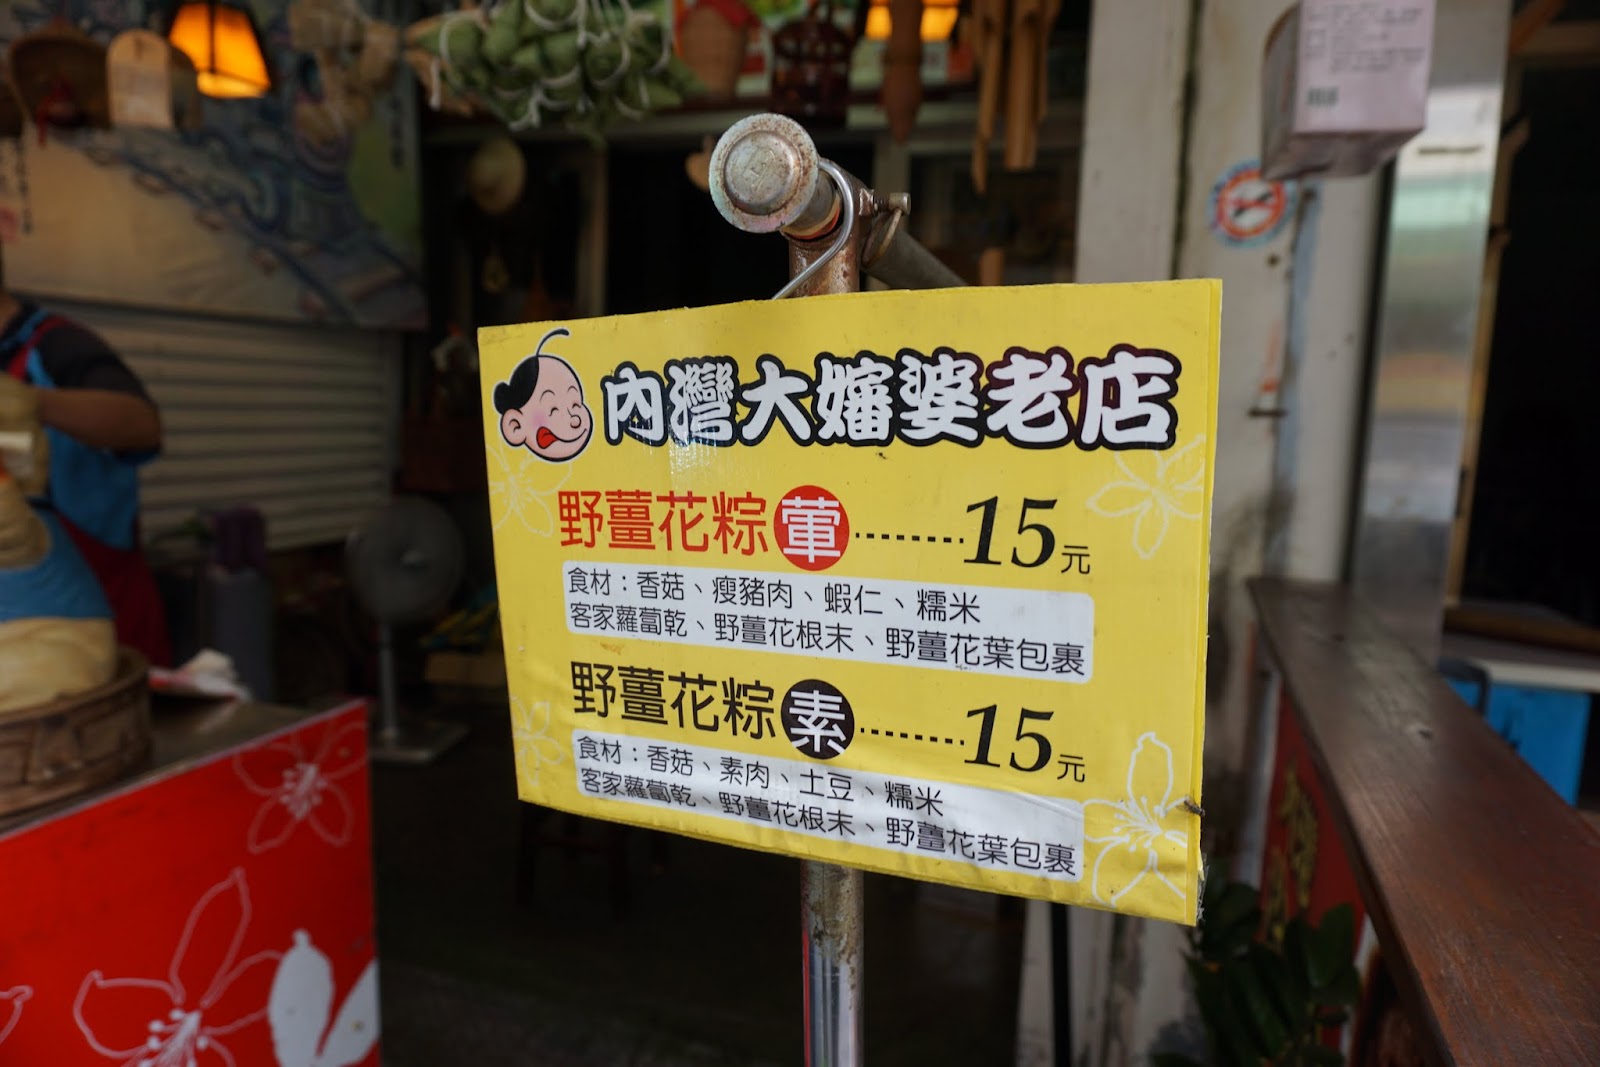 內灣大嬸婆老店
野薑花粽 葷 ········ 15元
食材：香菇、瘦豬肉、蝦仁、糯米
客家蘿蔔乾、野薑花根末、野薑花葉包裹
野薑花粽 素 ········ 15元
食材：香菇、素肉、土豆、糯米
客家蘿蔔乾、野薑花根末、野薑花葉包裹